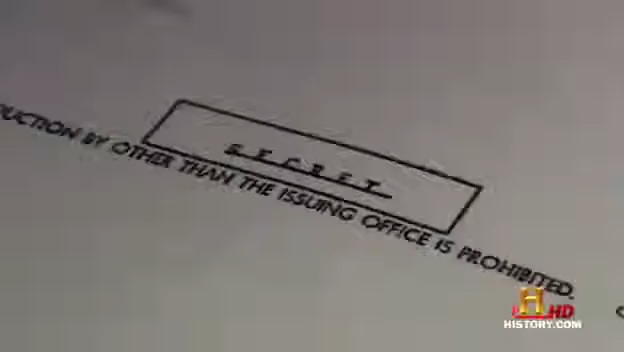 SECRET
UCTION BY OTHER THAN THE ISSUING OFFICE IS PROHIBITED.
H HD
HISTORY.COM